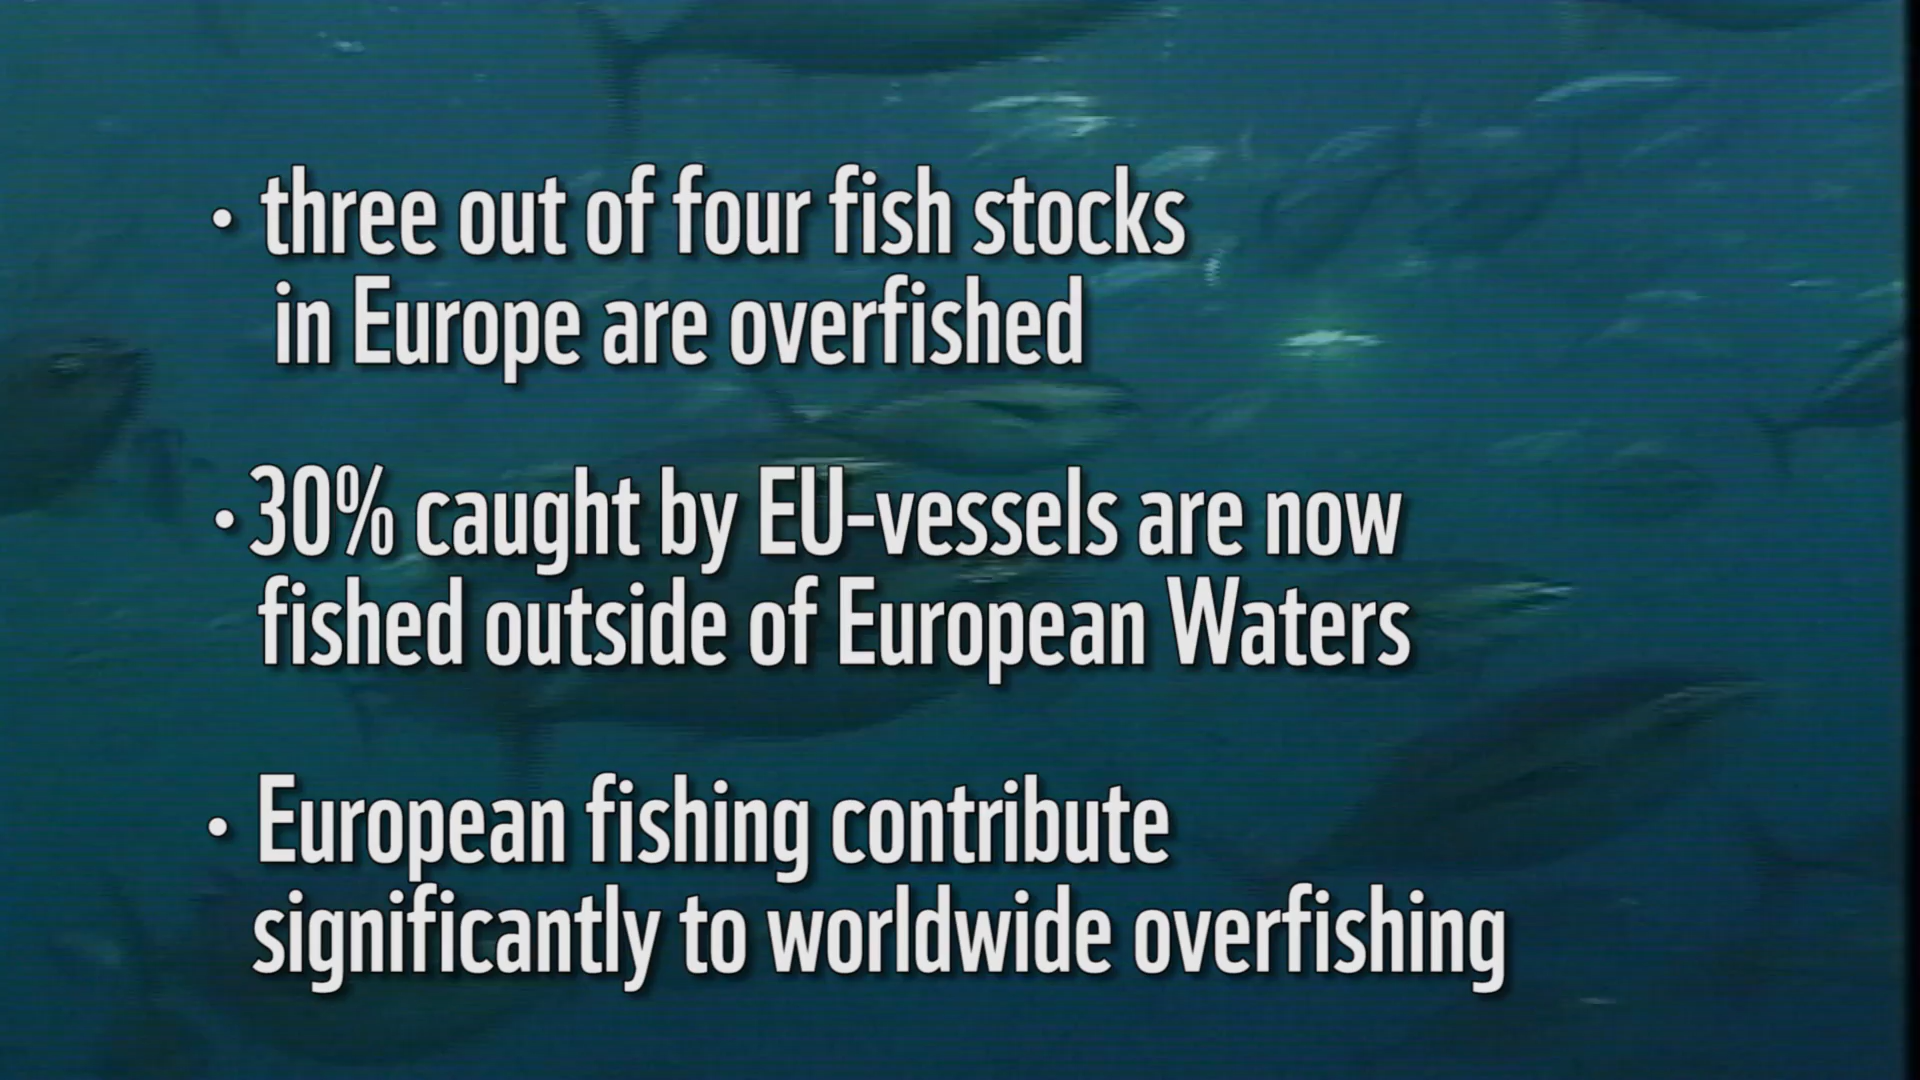 • three out of four fish stocks
in Europe are overfished
• 30% caught by EU-vessels are now
fished outside of European Waters
• European fishing contribute
significantly to worldwide overfishing